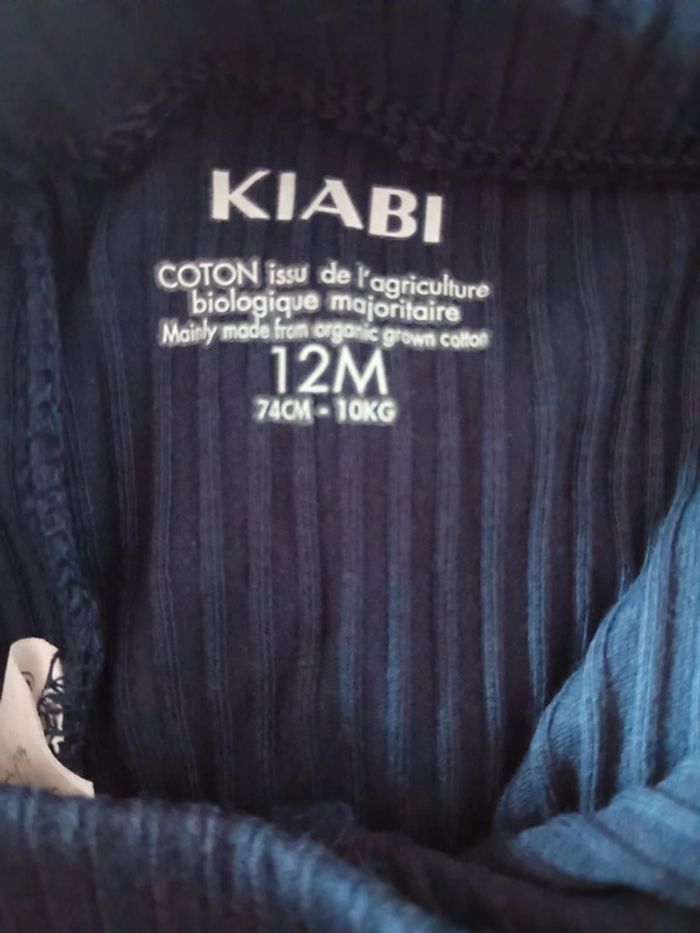 KIABI
COTON issu de l'agriculture
biologique majoritaire
Mainly made from organic grown cotton
12M
74CM - 10KG